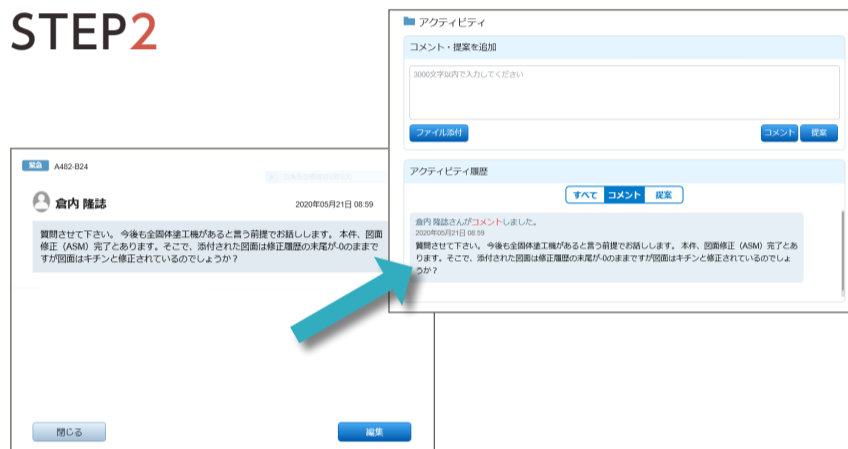 STEP2
緊急 A482-B24
倉内 隆誌
2020年05月21日 08:59
質問させて下さい。 今後も全固体塗工機があると言う前提でお話しします。 本件、図面
修正（ASM）完了とあります。そこで、添付された図面は修正履歴の末尾が-0のままで
すが図面はキチンと修正されているのでしょうか？
閉じる
編集
アクティビティ
コメント・提案を追加
3000文字以内で入力してください
ファイル添付
コメント
提案
アクティビティ履歴
すべて コメント 提案
倉内 隆誌さんがコメントしました。
2020年05月21日 08:59
質問させて下さい。 今後も全固体塗工機があると言う前提でお話しします。 本件、図面修正（ASM）完了とあ
ります。そこで、添付された図面は修正履歴の末尾が-0のままですが図面はキチンと修正されているのでしょ
うか？